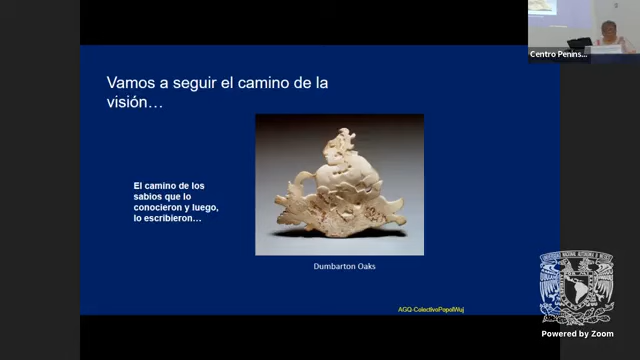 Centro Penins...
Vamos a seguir el camino de la
visión…
El camino de los
sabios que lo
conocieron y luego,
lo escribieron…
Dumbarton Oaks
AGQ-ColectivoPopolWuj
Powered by Zoom